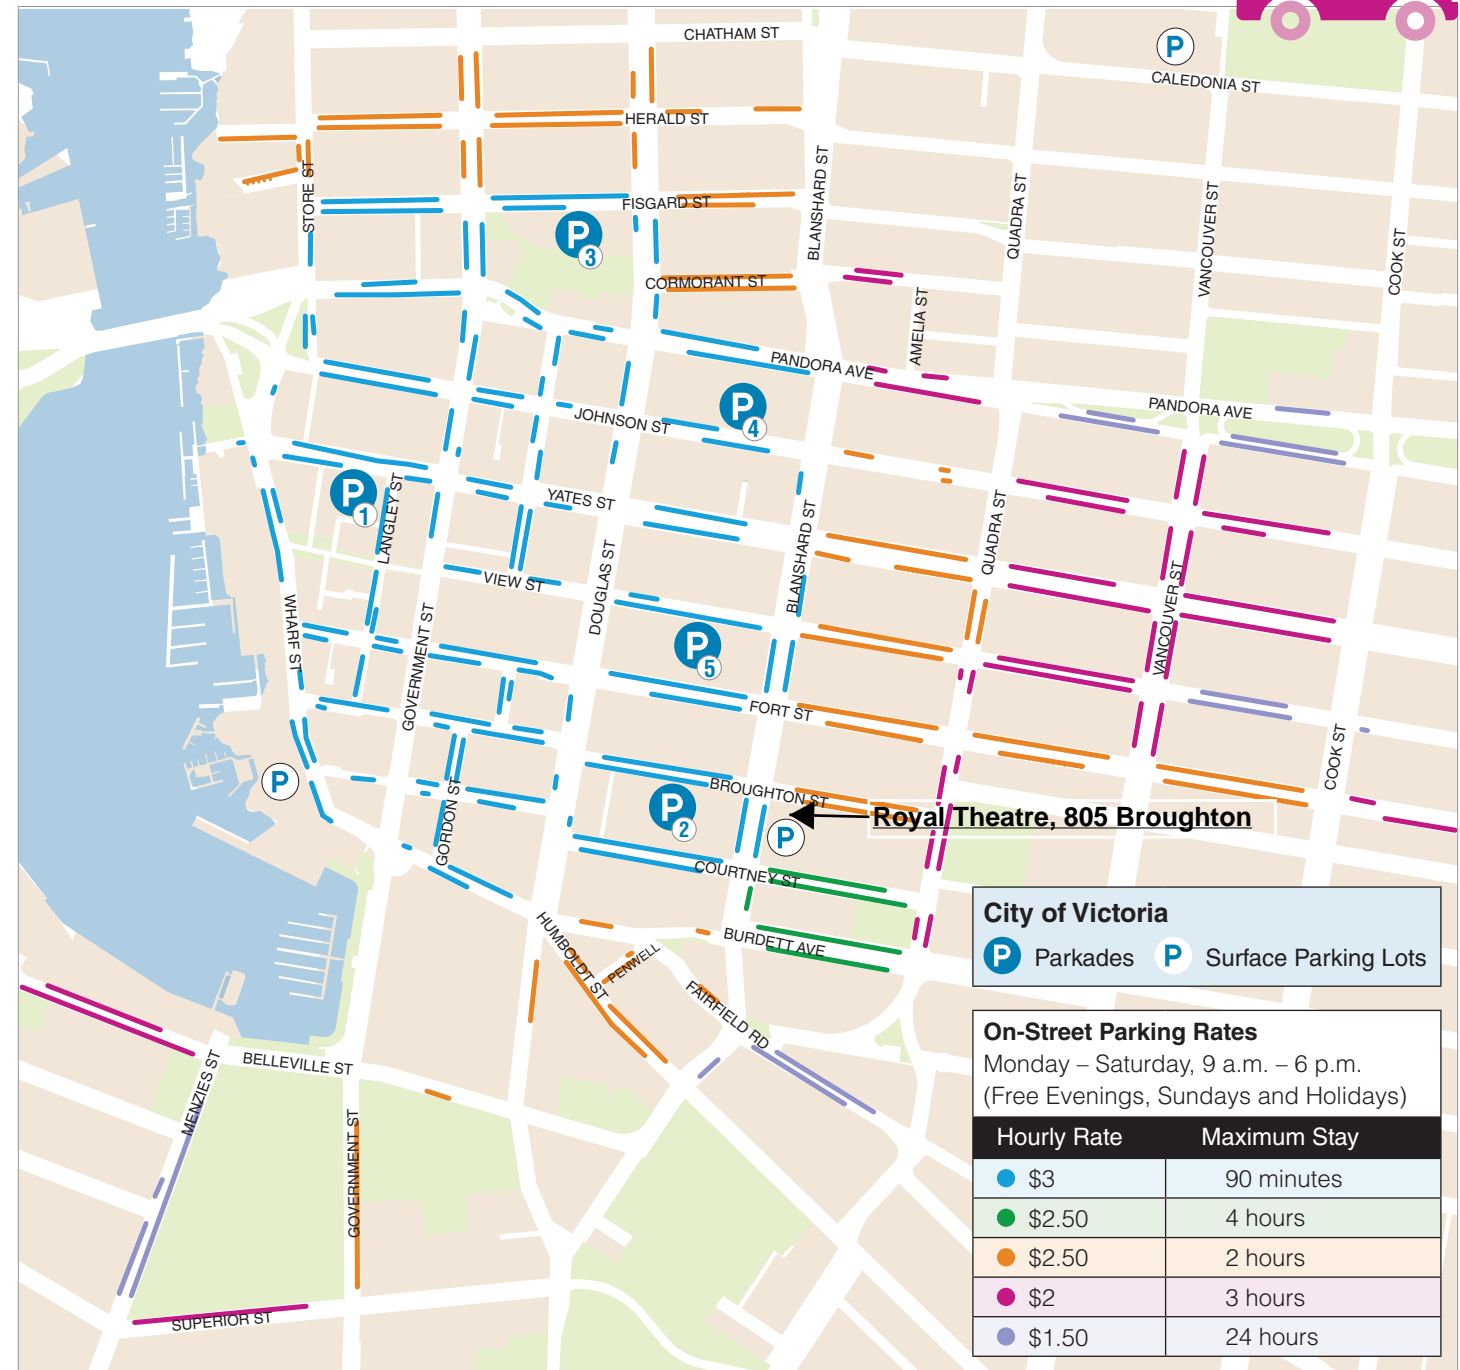 CHATHAM ST
P
CALEDONIA ST
HERALD ST
BLANSHARD ST
STORE ST
QUADRA ST
VANCOUVER ST
COOK ST
FISGARD ST
P
3
CORMORANT ST
AMELIA ST
PANDORA AVE
PANDORA AVE
P
4
JOHNSON ST
P
1
LANGLEY ST
YATES ST
BLANSHARD ST
QUADRA ST
VIEW ST
DOUGLAS ST
VANCOUVER ST
WHARF ST
GOVERNMENT ST
P
5
FORT ST
COOK ST
P
GORDON ST
BROUGHTON ST
P
2
P
Royal Theatre, 805 Broughton
COURTNEY ST
HUMBOLDT ST
PENWELL
BURDETT AVE
FAIRFIELD RD
BELLEVILLE ST
MENZIES ST
GOVERNMENT ST
SUPERIOR ST
City of Victoria
P Parkades P Surface Parking Lots
On-Street Parking Rates
Monday – Saturday, 9 a.m. – 6 p.m.
(Free Evenings, Sundays and Holidays)
Hourly Rate Maximum Stay
$3 90 minutes
$2.50 4 hours
$2.50 2 hours
$2 3 hours
$1.50 24 hours